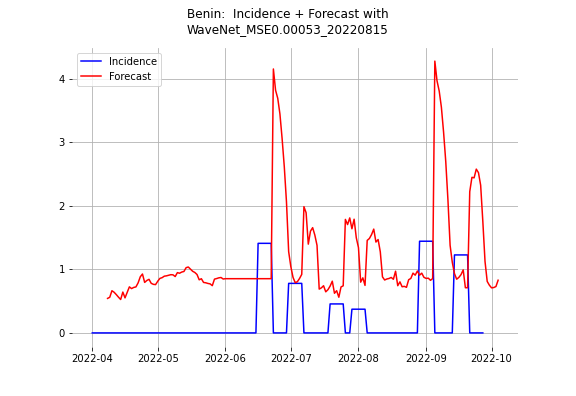 Benin:  Incidence + Forecast with
WaveNet_MSE0.00053_20220815
Incidence
Forecast
4
3
2
1
0
2022-04 2022-05 2022-06 2022-07 2022-08 2022-09 2022-10